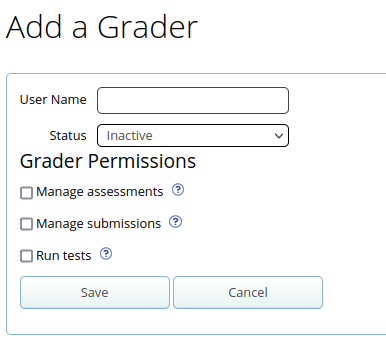 Add a Grader
User Name
Status Inactive
Grader Permissions
Manage assessments ?
Manage submissions ?
Run tests ?
Save Cancel